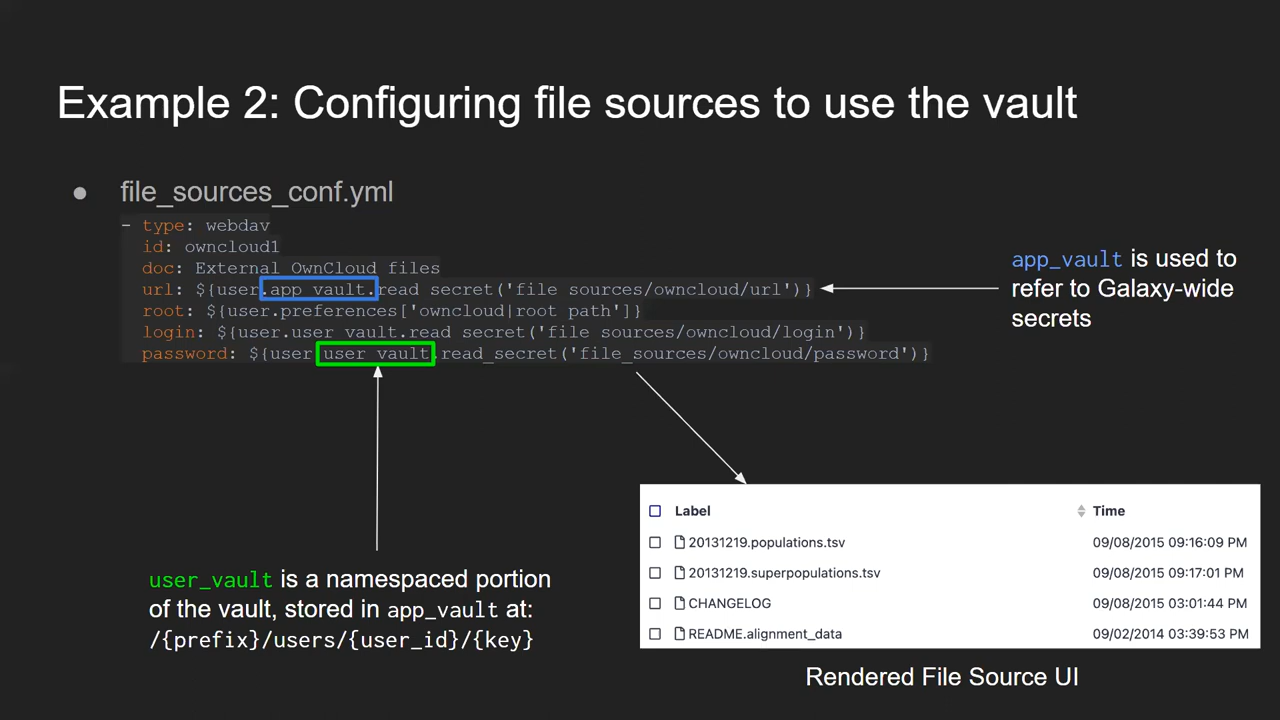 Example 2: Configuring file sources to use the vault
● file_sources_conf.yml
- type: webdav
id: owncloud1
doc: External OwnCloud files
url: ${user.app_vault.read_secret('file_sources/owncloud/url')}
root: ${user.preferences['owncloud|root_path']}
login: ${user.user_vault.read_secret('file_sources/owncloud/login')}
password: ${user.user_vault.read_secret('file_sources/owncloud/password')}
app_vault is used to
refer to Galaxy-wide
secrets
user_vault is a namespaced portion
of the vault, stored in app_vault at:
/{prefix}/users/{user_id}/{key}
Label Time
20131219.populations.tsv 09/08/2015 09:16:09 PM
20131219.superpopulations.tsv 09/08/2015 09:17:01 PM
CHANGELOG 09/08/2015 03:01:44 PM
README.alignment_data 09/02/2014 03:39:53 PM
Rendered File Source UI